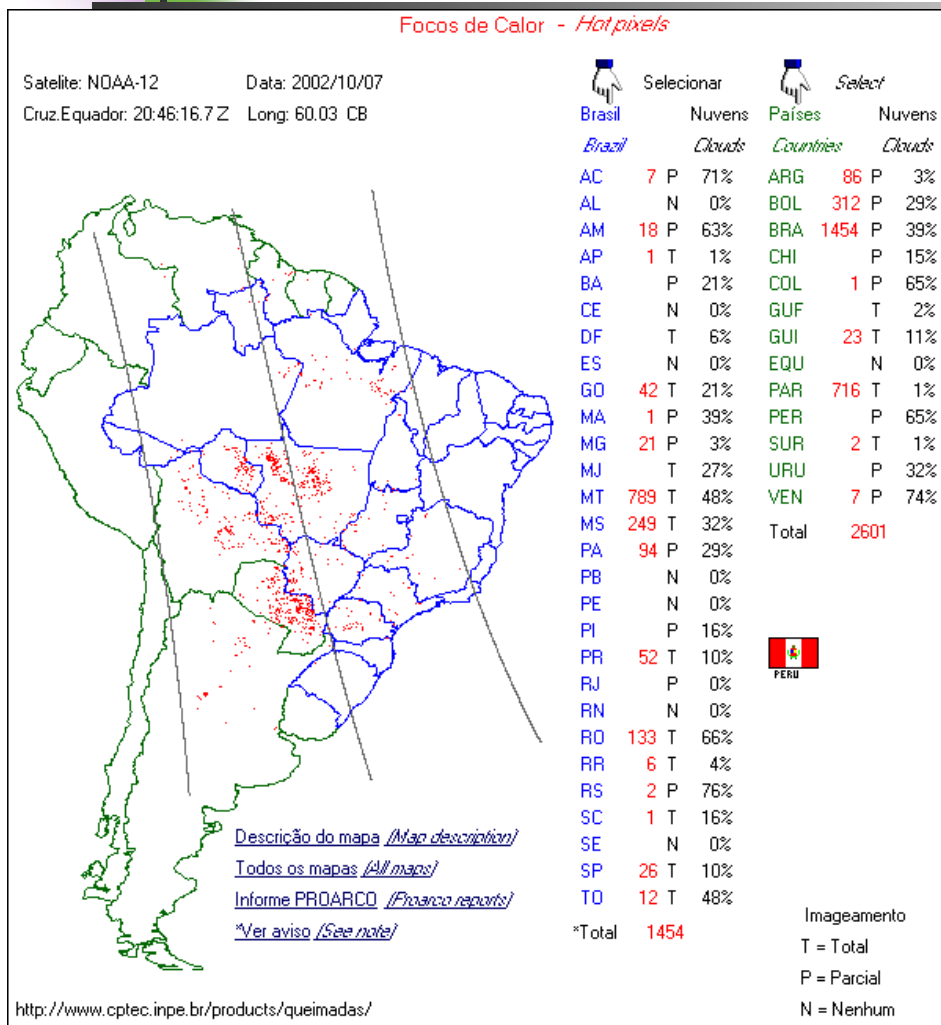 Focos de Calor - Hot pixels
Satelite: NOAA-12 Data: 2002/10/07
Cruz.Equador: 20:46:16.7 Z Long: 60.03 CB
Selecionar Select
Brasil Nuvens Países Nuvens
Brazil Clouds Countries Clouds
AC 7 P 71% ARG 86 P 3%
AL N 0% BOL 312 P 29%
AM 18 P 63% BRA 1454 P 39%
AP 1 T 1% CHI P 15%
BA P 21% COL 1 P 65%
CE N 0% GUF T 2%
DF T 6% GUI 23 T 11%
ES N 0% EQU N 0%
GO 42 T 21% PAR 716 T 1%
MA 1 P 39% PER P 65%
MG 21 P 3% SUR 2 T 1%
MJ T 27% URU P 32%
MT 789 T 48% VEN 7 P 74%
MS 249 T 32% Total 2601
PA 94 P 29%
PB N 0%
PE N 0%
PI P 16%
PR 52 T 10%
RJ P 0%
RN N 0%
RO 133 T 66%
RR 6 T 4%
RS 2 P 76%
SC 1 T 16%
SE N 0%
SP 26 T 10%
TO 12 T 48%
*Total 1454
PERU
Descrição do mapa (Map description)
Todos os mapas (All maps)
Informe PROARCO (Proarco reports)
*Ver aviso (See note)
Imageamento
T = Total
P = Parcial
N = Nenhum
http://www.cptec.inpe.br/products/queimadas/